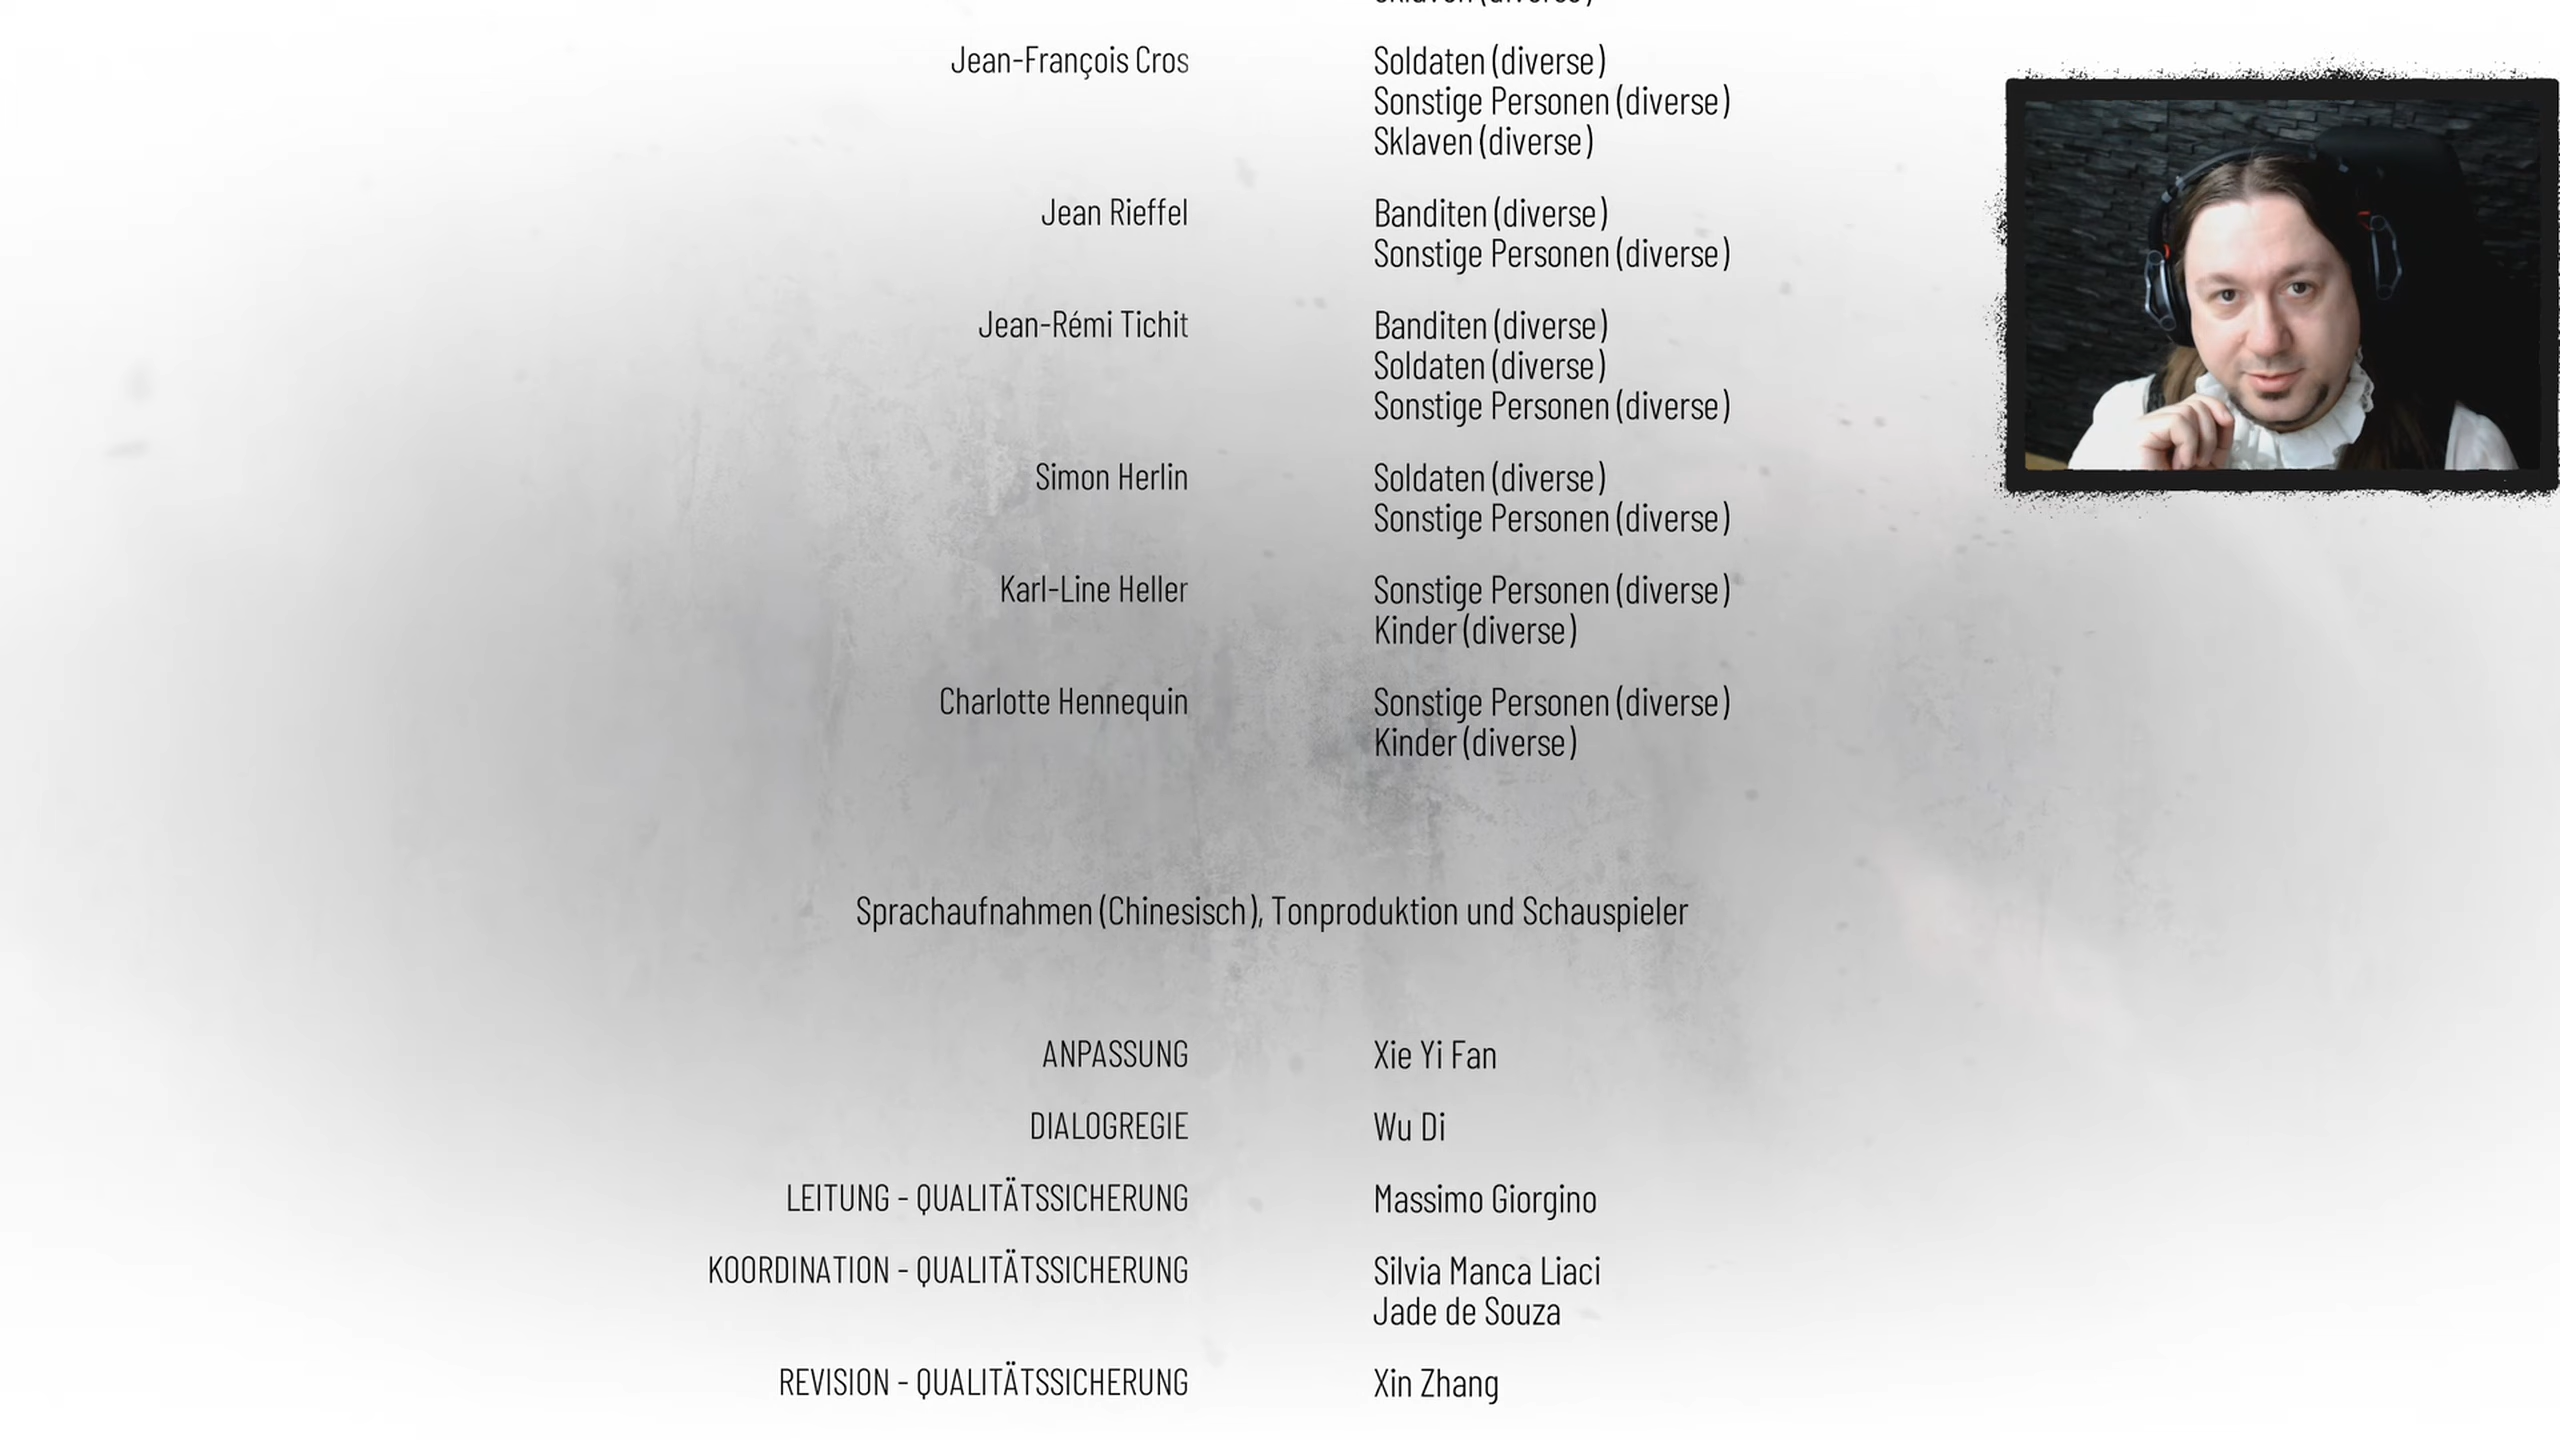 Jean-François Cros Soldaten (diverse)
Sonstige Personen (diverse)
Sklaven (diverse)
Jean Rieffel Banditen (diverse)
Sonstige Personen (diverse)
Jean-Rémi Tichit Banditen (diverse)
Soldaten (diverse)
Sonstige Personen (diverse)
Simon Herlin Soldaten (diverse)
Sonstige Personen (diverse)
Karl-Line Heller Sonstige Personen (diverse)
Kinder (diverse)
Charlotte Hennequin Sonstige Personen (diverse)
Kinder (diverse)
Sprachaufnahmen (Chinesisch), Tonproduktion und Schauspieler
ANPASSUNG Xie Yi Fan
DIALOGREGIE Wu Di
LEITUNG - QUALITÄTSSICHERUNG Massimo Giorgino
KOORDINATION - QUALITÄTSSICHERUNG Silvia Manca Liaci
Jade de Souza
REVISION - QUALITÄTSSICHERUNG Xin Zhang